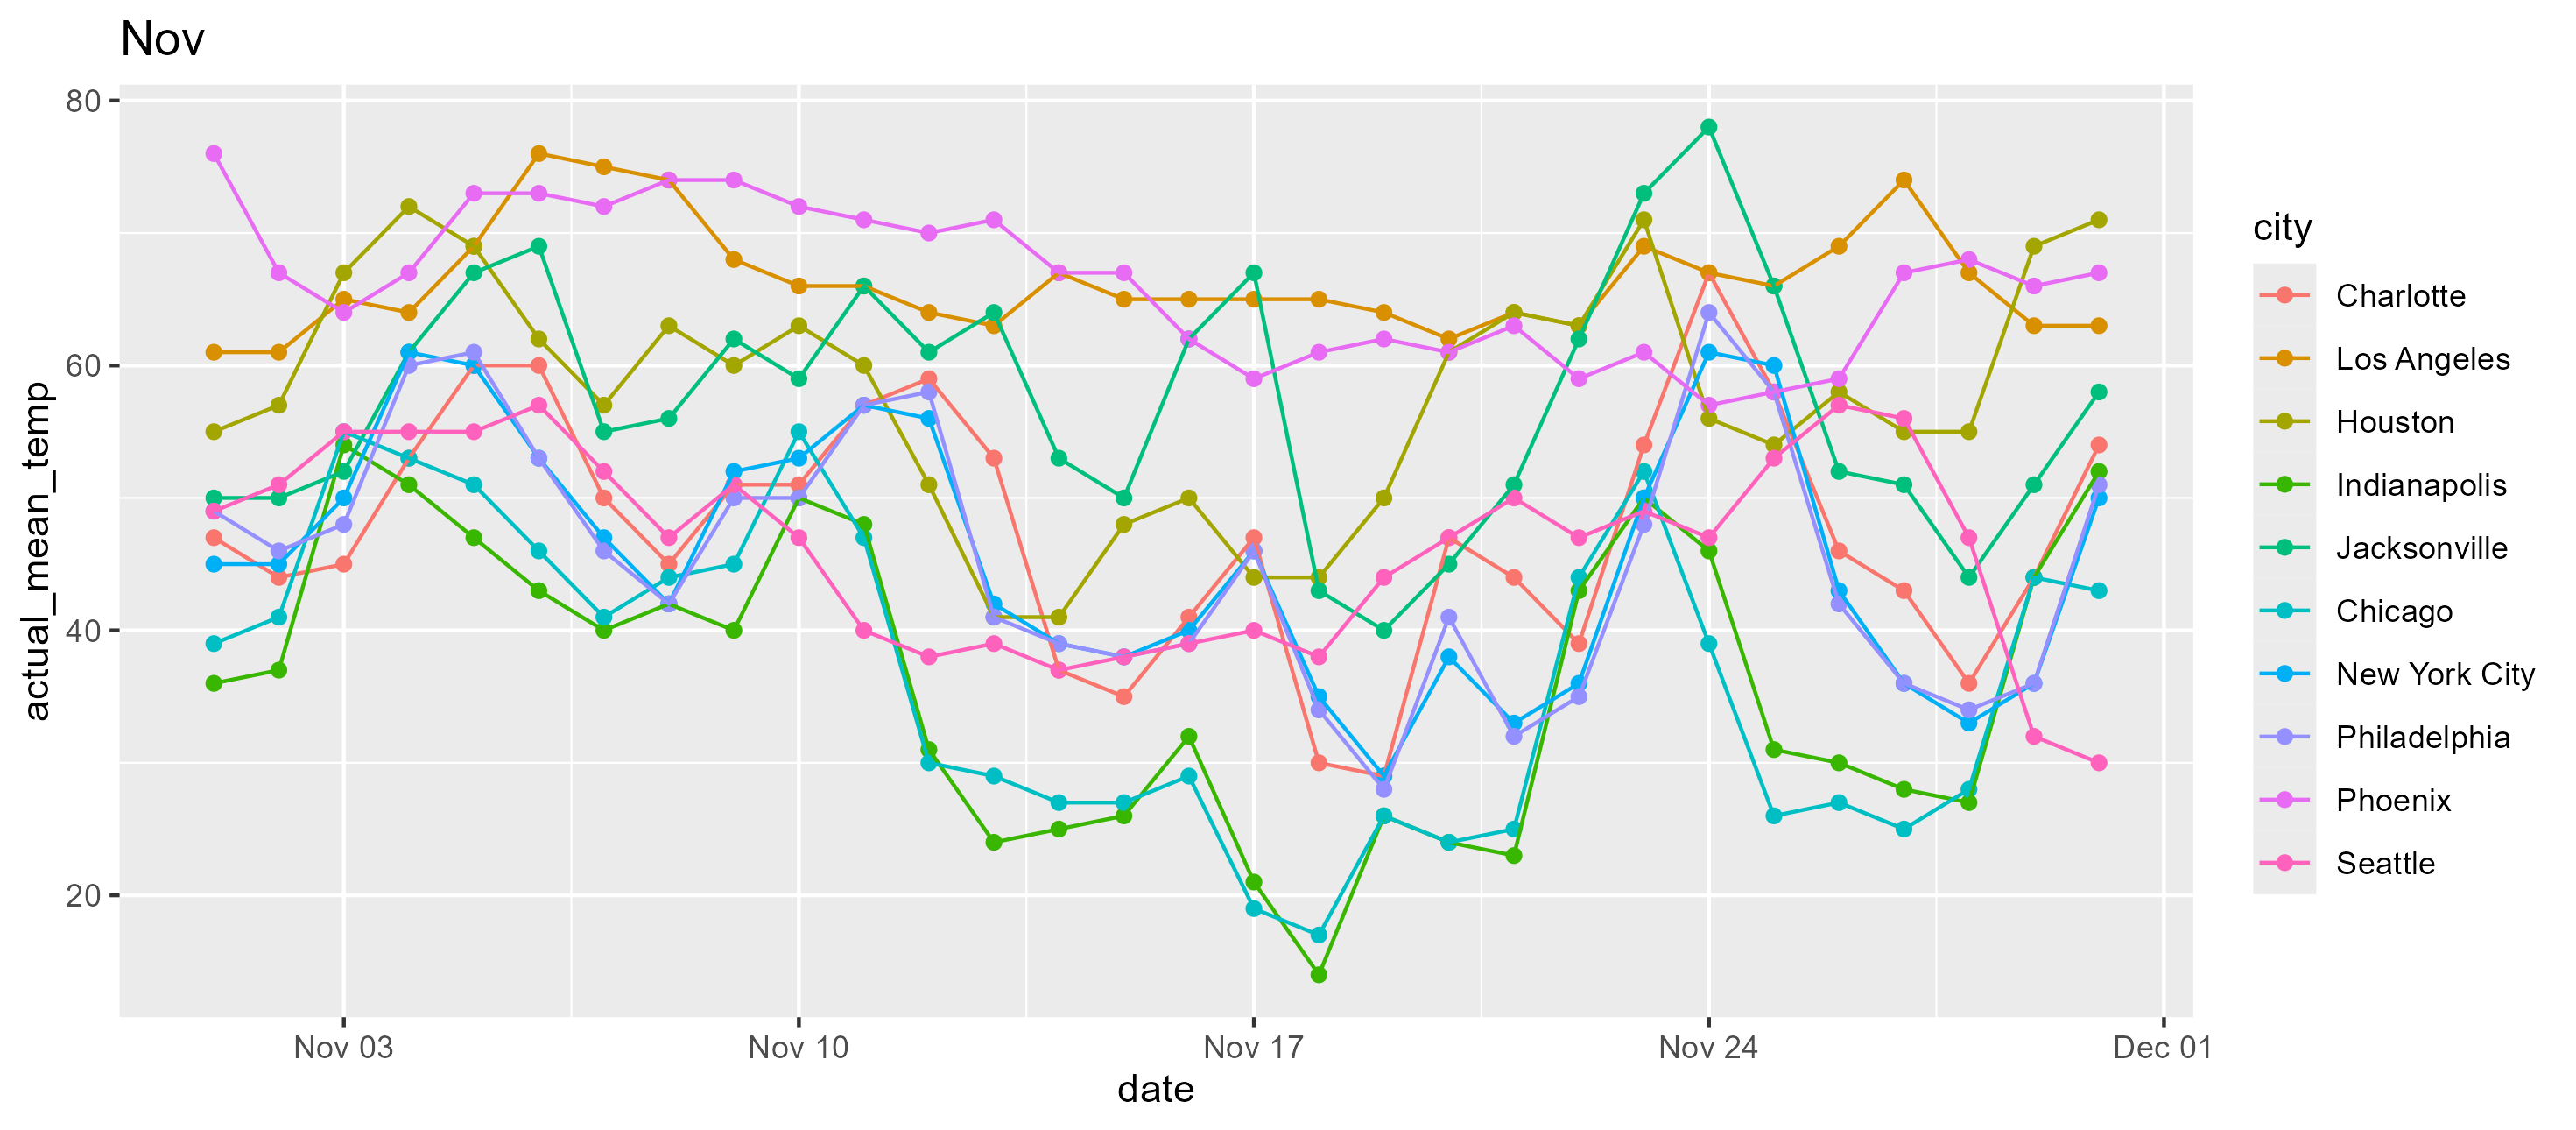 Nov
80
60
40
20
actual_mean_temp
Nov 03
Nov 10
Nov 17
Nov 24
Dec 01
date
city
Charlotte
Los Angeles
Houston
Indianapolis
Jacksonville
Chicago
New York City
Philadelphia
Phoenix
Seattle